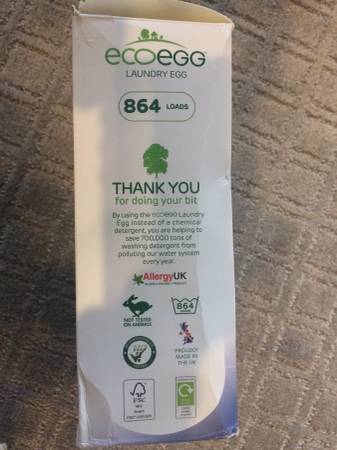 ecoegg
LAUNDRY EGG
864 LOADS
THANK YOU
for doing your bit
By using the ecoegg Laundry
Egg instead of a chemical
detergent, you are helping to
save 700,000 tons of
washing detergent from
polluting our water system
every year.
AllergyUK
NOT TESTED
ON ANIMALS
864
PROUDLY
MADE IN
THE UK
FSC